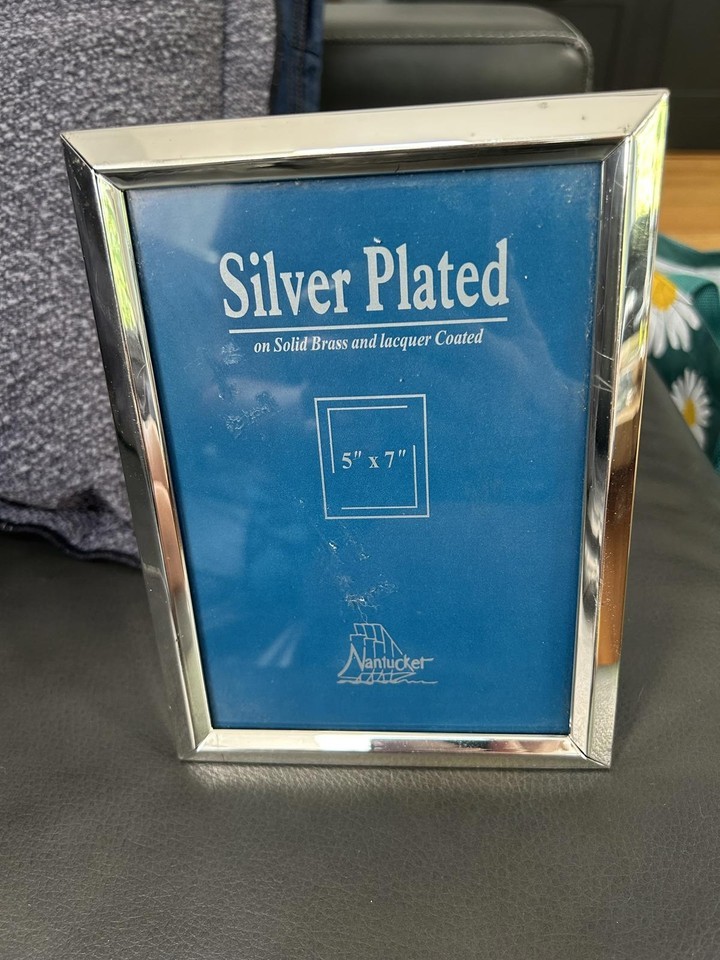 Silver Plated
on Solid Brass and lacquer Coated
5" x 7"
Nantucket